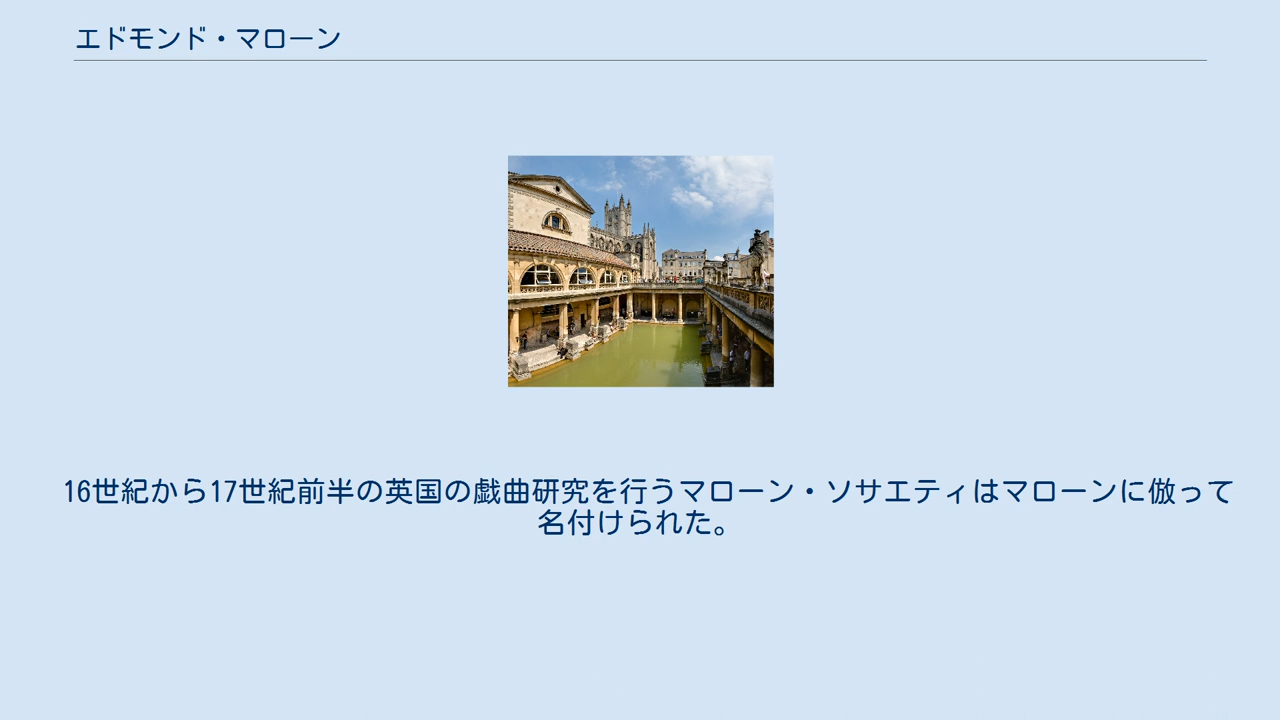 エドモンド・マローン
16世紀から17世紀前半の英国の戯曲研究を行うマローン・ソサエティはマローンに倣って
名付けられた。